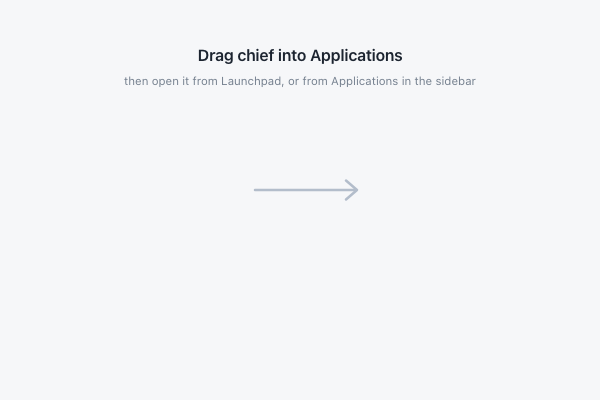 Drag chief into Applications
then open it from Launchpad, or from Applications in the sidebar